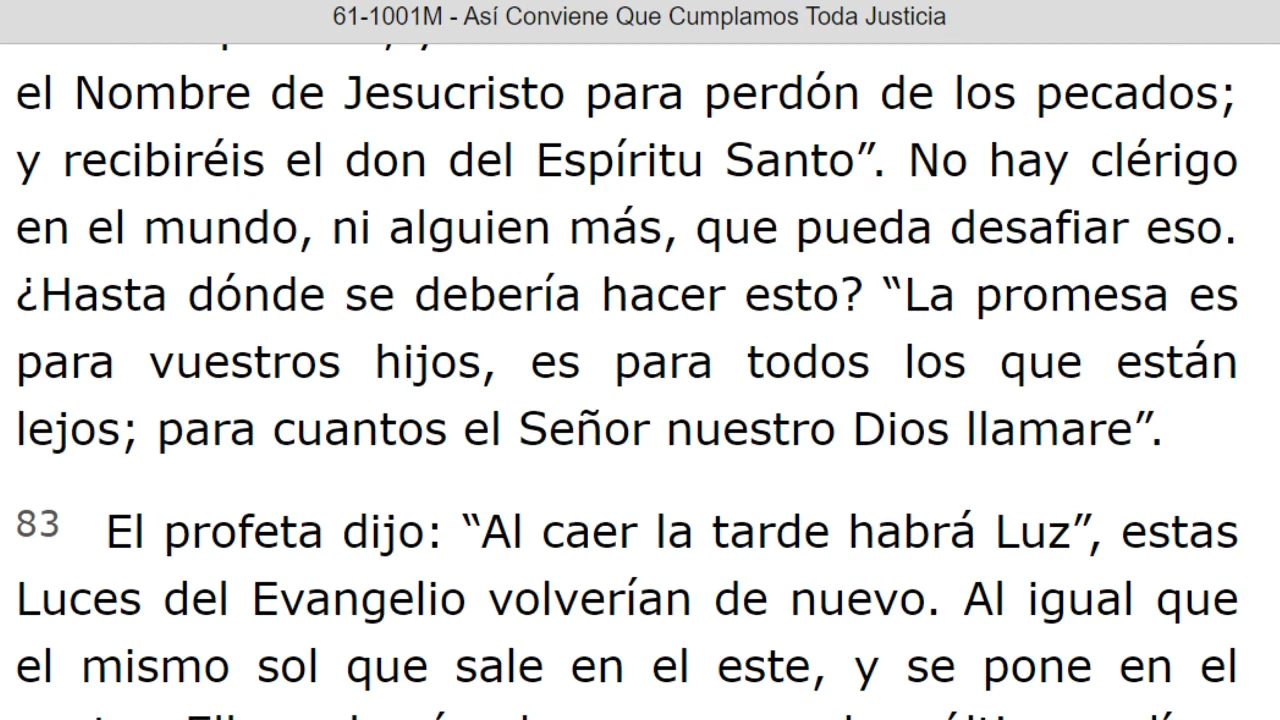 61-1001M - Así Conviene Que Cumplamos Toda Justicia
el Nombre de Jesucristo para perdón de los pecados;
y recibiréis el don del Espíritu Santo”. No hay clérigo
en el mundo, ni alguien más, que pueda desafiar eso.
¿Hasta dónde se debería hacer esto? “La promesa es
para vuestros hijos, es para todos los que están
lejos; para cuantos el Señor nuestro Dios llamare”.
83 El profeta dijo: “Al caer la tarde habrá Luz”, estas
Luces del Evangelio volverían de nuevo. Al igual que
el mismo sol que sale en el este, y se pone en el